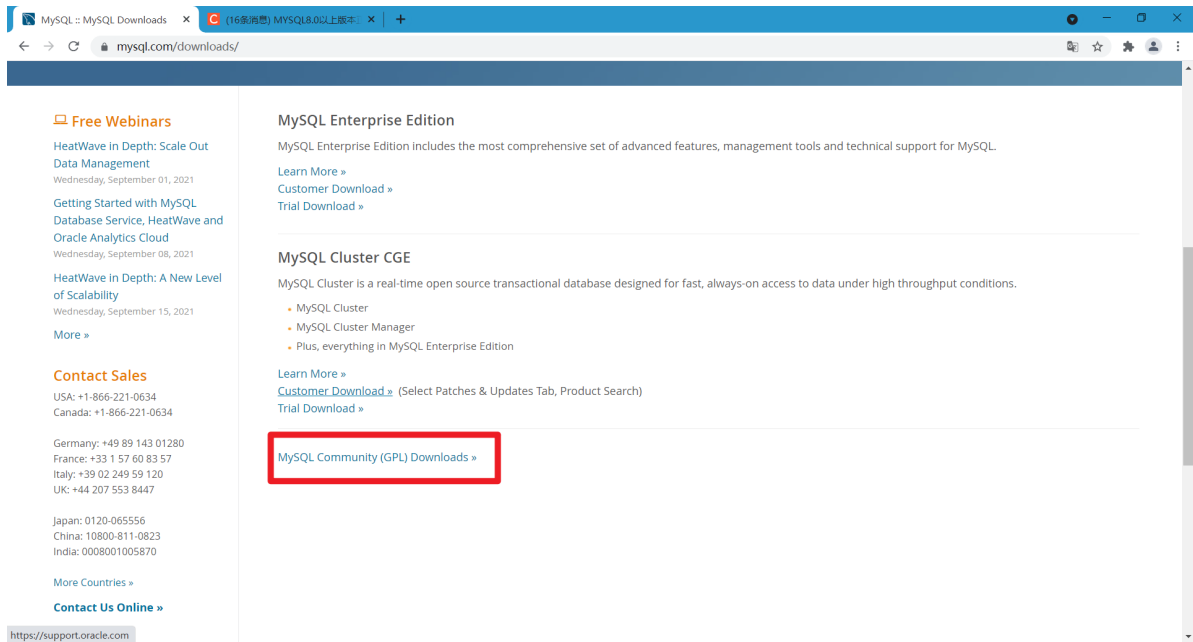 MySQL :: MySQL Downloads
(16条消息) MYSQL8.0以上版本
mysql.com/downloads/
Free Webinars
HeatWave in Depth: Scale Out
Data Management
Wednesday, September 01, 2021
Getting Started with MySQL
Database Service, HeatWave and
Oracle Analytics Cloud
Wednesday, September 08, 2021
HeatWave in Depth: A New Level
of Scalability
Wednesday, September 15, 2021
More »
Contact Sales
USA: +1-866-221-0634
Canada: +1-866-221-0634
Germany: +49 89 143 01280
France: +33 1 57 60 83 57
Italy: +39 02 249 59 120
UK: +44 207 553 8447
Japan: 0120-065556
China: 10800-811-0823
India: 0008001005870
More Countries »
Contact Us Online »
MySQL Enterprise Edition
MySQL Enterprise Edition includes the most comprehensive set of advanced features, management tools and technical support for MySQL.
Learn More »
Customer Download »
Trial Download »
MySQL Cluster CGE
MySQL Cluster is a real-time open source transactional database designed for fast, always-on access to data under high throughput conditions.
MySQL Cluster
MySQL Cluster Manager
Plus, everything in MySQL Enterprise Edition
Learn More »
Customer Download » (Select Patches & Updates Tab, Product Search)
Trial Download »
MySQL Community (GPL) Downloads »
https://support.oracle.com